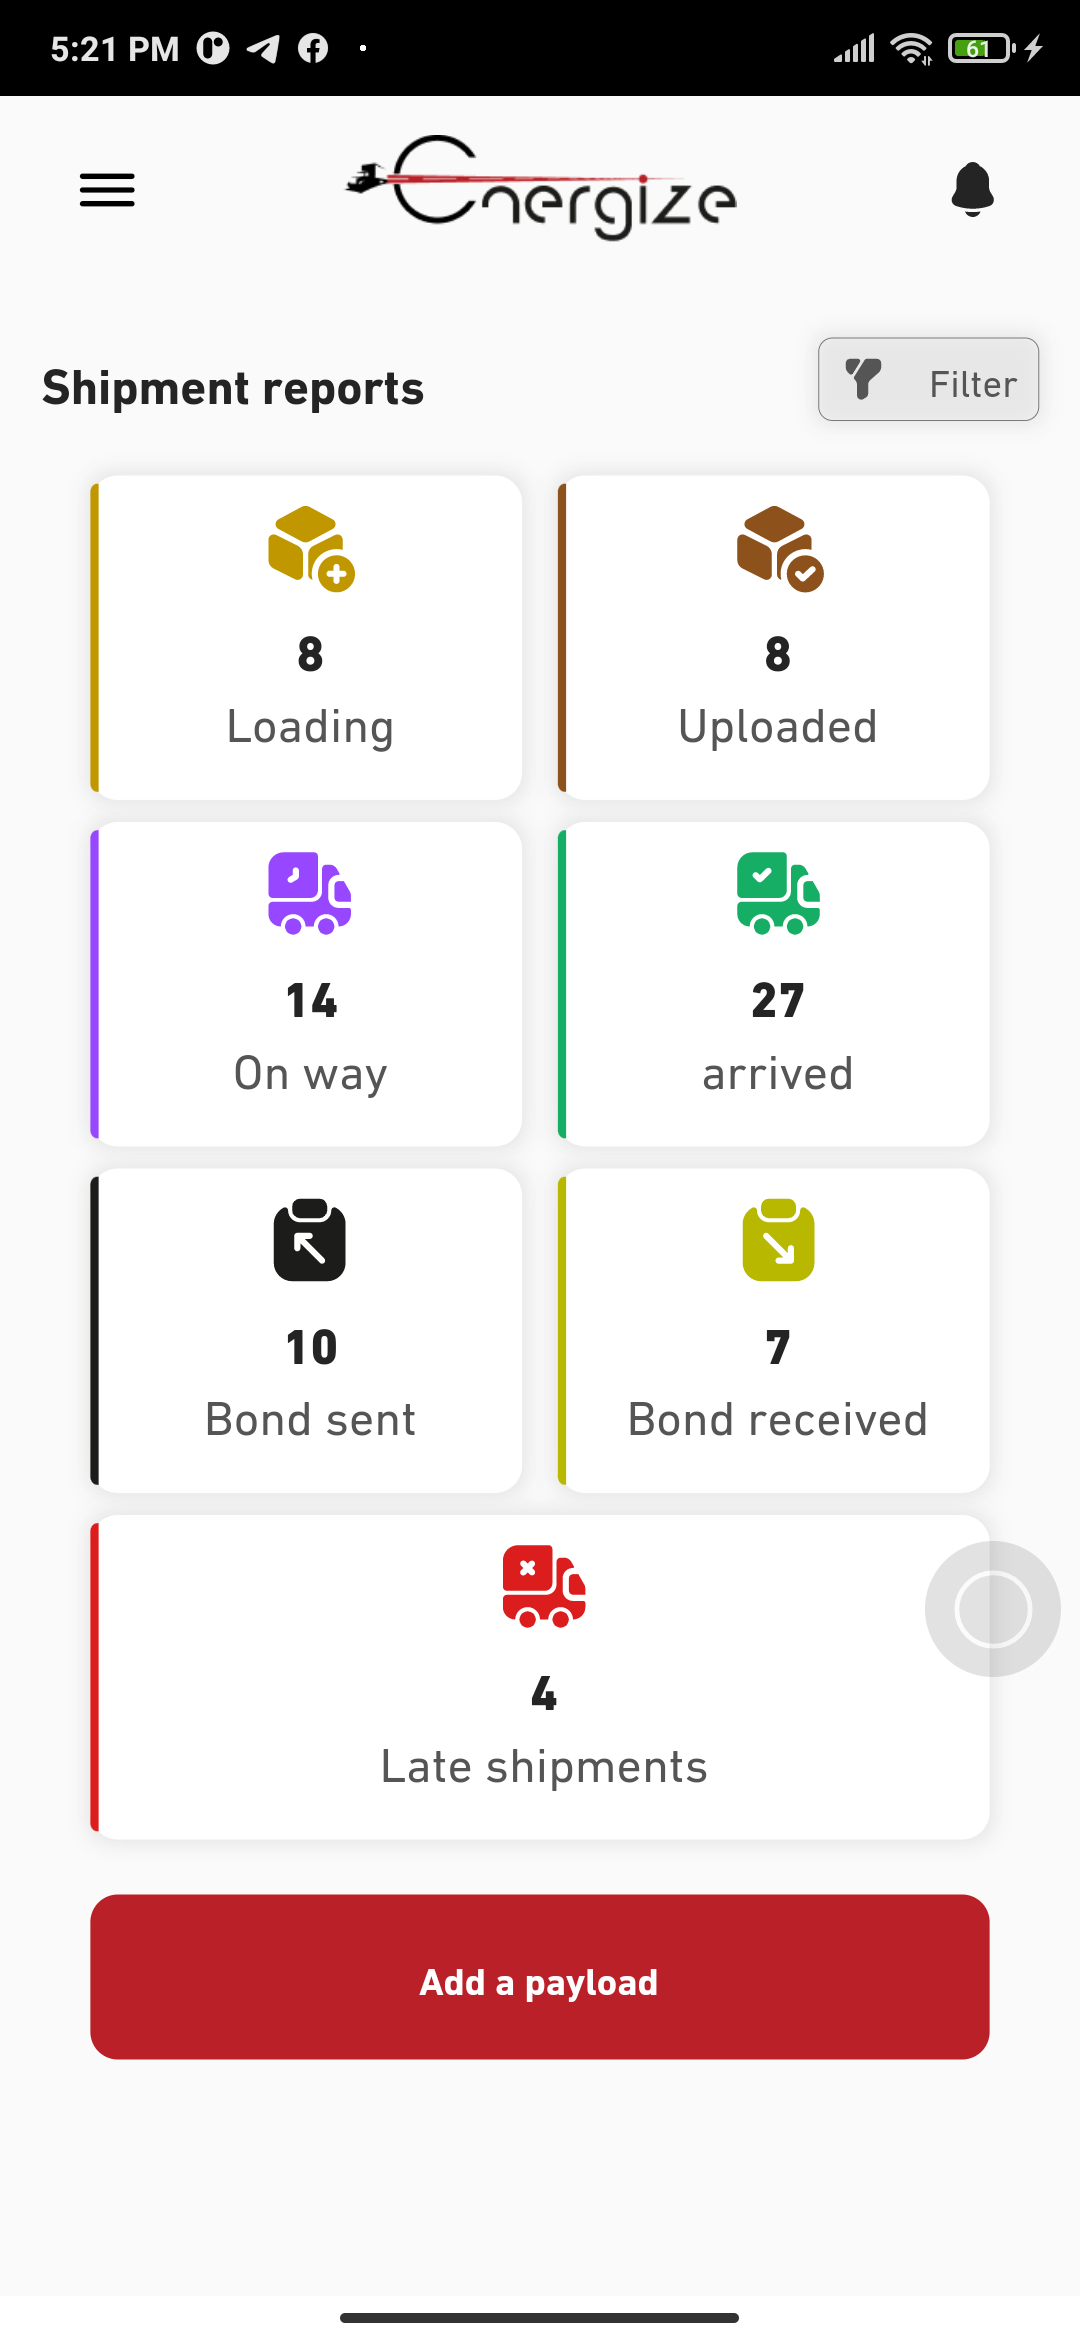 5:21 PM
61
Energize
Shipment reports
Filter
8
Loading
8
Uploaded
14
On way
27
arrived
10
Bond sent
7
Bond received
4
Late shipments
Add a payload